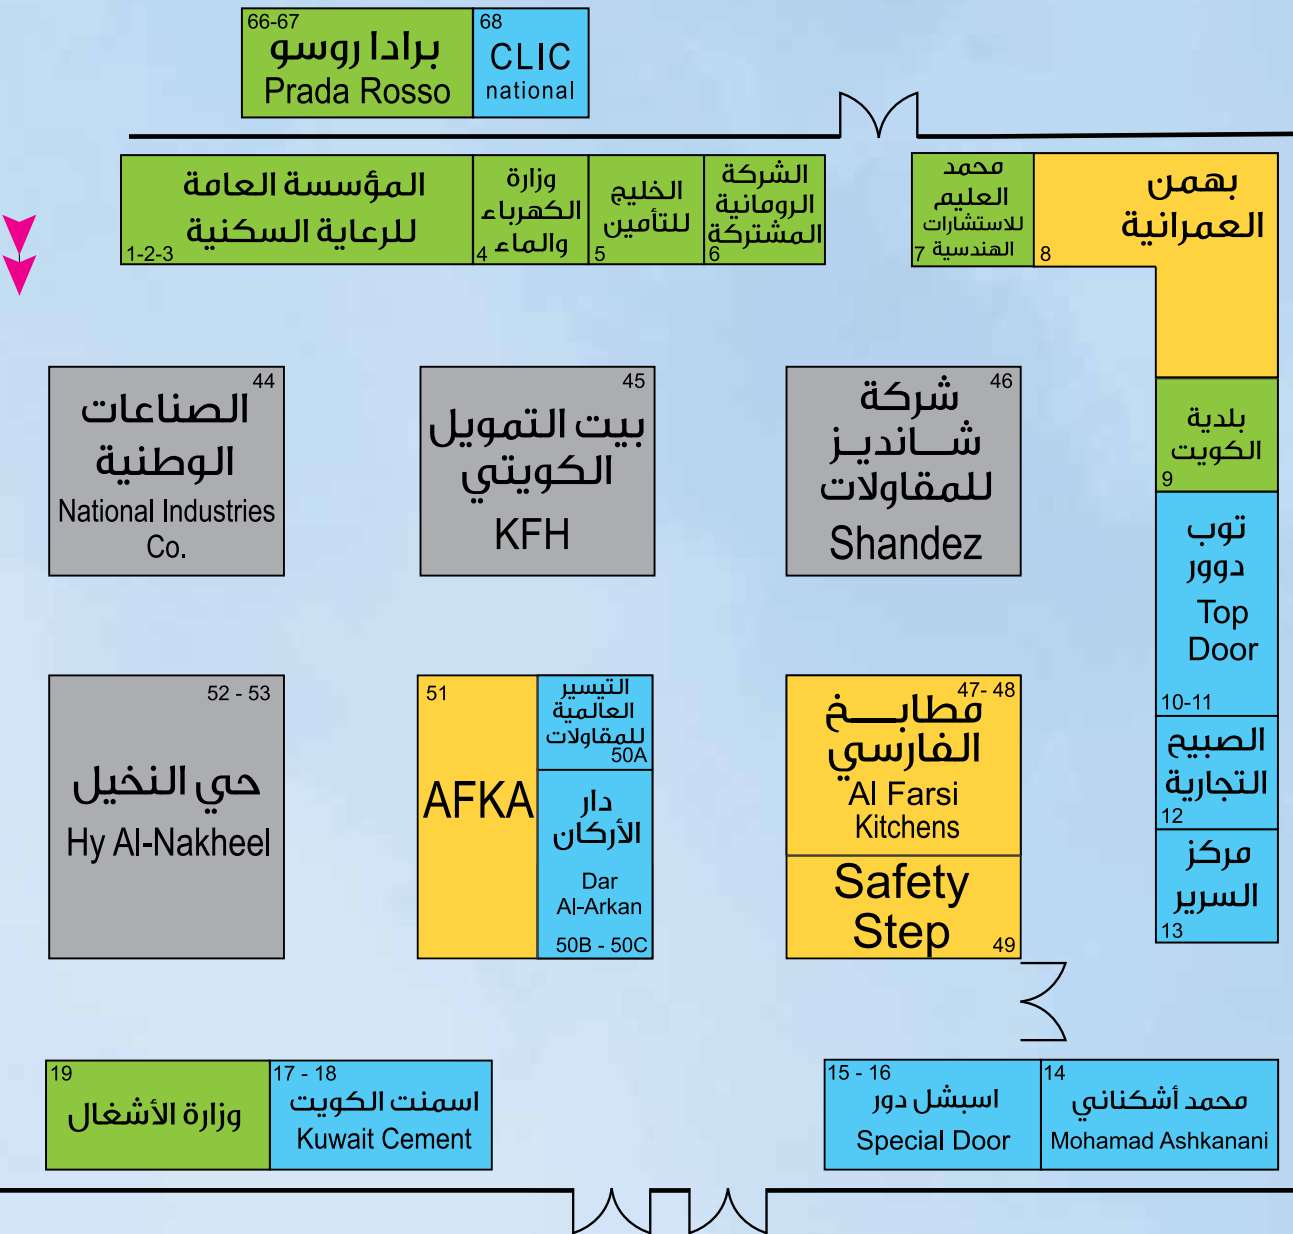 66-67
برادا روسو
Prada Rosso
68
CLIC
national
المؤسسة العامة
للرعاية السكنية
1-2-3
وزارة
الكهرباء
والماء
4
الخليج
للتأمين
5
الشركة
الرومانية
المشتركة
6
محمد
العليم
للاستشارات
الهندسية
7
بهمن
العمرانية
8
44
الصناعات
الوطنية
National Industries
Co.
45
بيت التمويل
الكويتي
KFH
46
شركة
شـــانديـز
للمقاولات
Shandez
بلدية
الكويت
9
توب
دوور
Top
Door
10-11
الصبيح
التجارية
12
مركز
السرير
13
52 - 53
حي النخيل
Hy Al-Nakheel
51
AFKA
التيسير
العالمية
للمقاولات
50A
دار
الأركان
Dar
Al-Arkan
50B - 50C
47- 48
مطابـــخ
الفارسي
Al Farsi
Kitchens
Safety
Step
49
19
وزارة الأشغال
17 - 18
اسمنت الكويت
Kuwait Cement
15 - 16
اسبشل دور
Special Door
14
محمد أشكناني
Mohamad Ashkanani